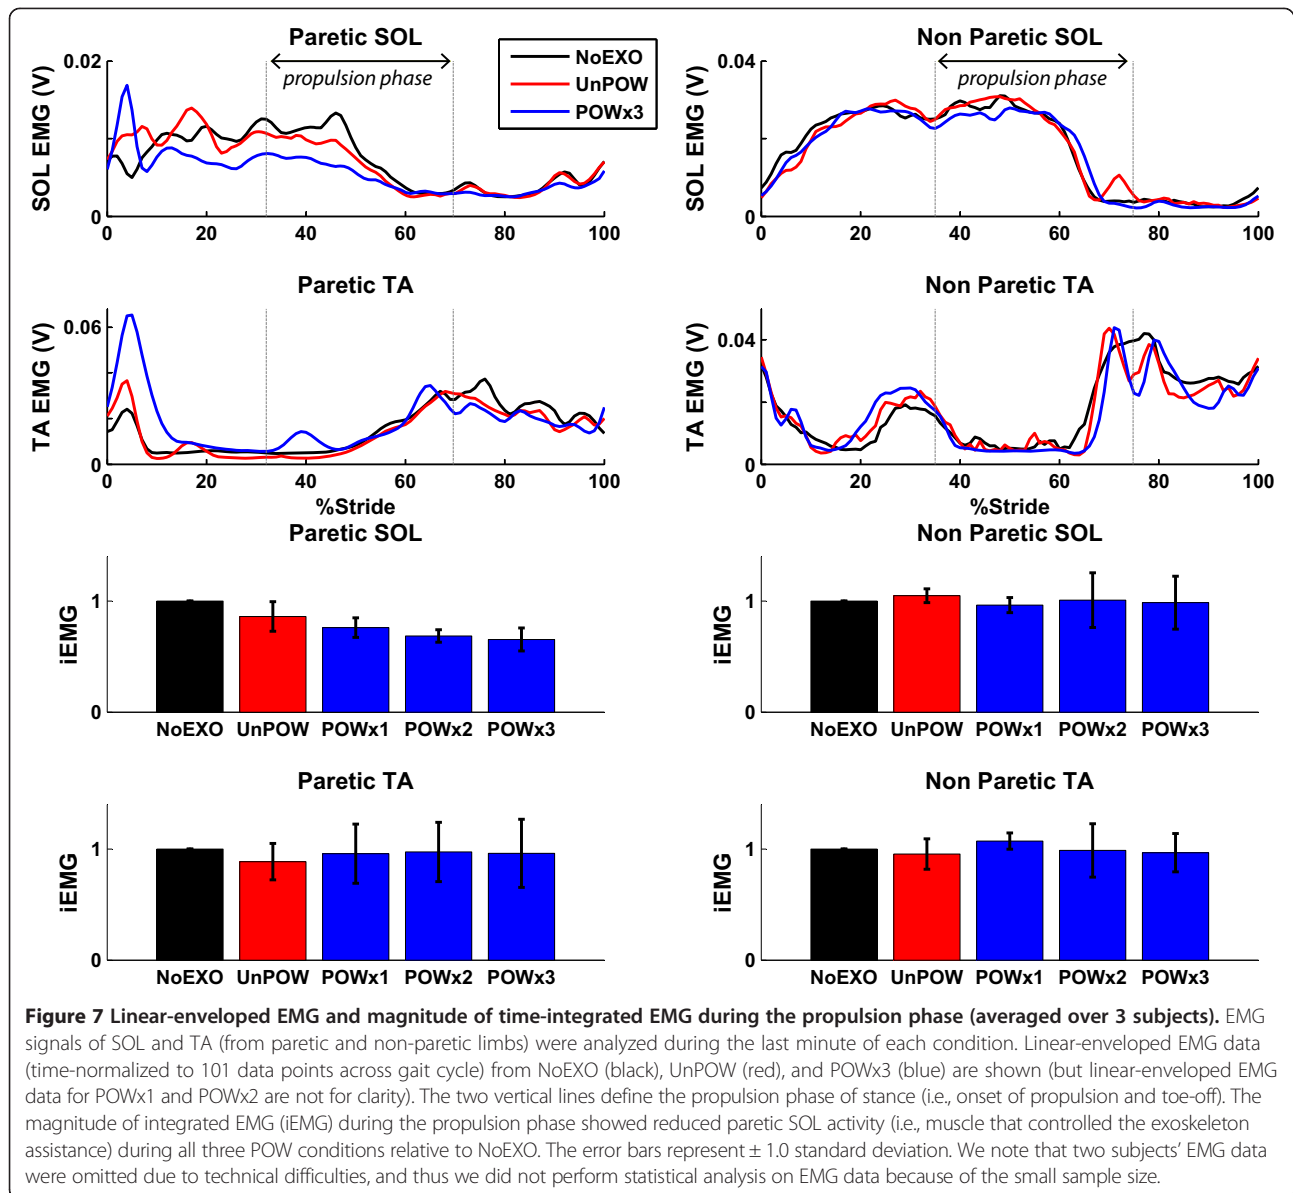 Paretic SOL
0.02
propulsion phase
SOL EMG (V)
0
0 20 40 60 80 100
NoEXO
UnPOW
POWx3
Non Paretic SOL
0.04
propulsion phase
SOL EMG (V)
0
0 20 40 60 80 100
Paretic TA
0.06
TA EMG (V)
0
0 20 40 60 80 100
%Stride
Non Paretic TA
0.04
TA EMG (V)
0
0 20 40 60 80 100
%Stride
Paretic SOL
1
iEMG
0
NoEXO UnPOW POWx1 POWx2 POWx3
Non Paretic SOL
1
iEMG
0
NoEXO UnPOW POWx1 POWx2 POWx3
Paretic TA
1
iEMG
0
NoEXO UnPOW POWx1 POWx2 POWx3
Non Paretic TA
1
iEMG
0
NoEXO UnPOW POWx1 POWx2 POWx3
Figure 7 Linear-enveloped EMG and magnitude of time-integrated EMG during the propulsion phase (averaged over 3 subjects). EMG
signals of SOL and TA (from paretic and non-paretic limbs) were analyzed during the last minute of each condition. Linear-enveloped EMG data
(time-normalized to 101 data points across gait cycle) from NoEXO (black), UnPOW (red), and POWx3 (blue) are shown (but linear-enveloped EMG
data for POWx1 and POWx2 are not for clarity). The two vertical lines define the propulsion phase of stance (i.e., onset of propulsion and toe-off). The
magnitude of integrated EMG (iEMG) during the propulsion phase showed reduced paretic SOL activity (i.e., muscle that controlled the exoskeleton
assistance) during all three POW conditions relative to NoEXO. The error bars represent ± 1.0 standard deviation. We note that two subjects’ EMG data
were omitted due to technical difficulties, and thus we did not perform statistical analysis on EMG data because of the small sample size.